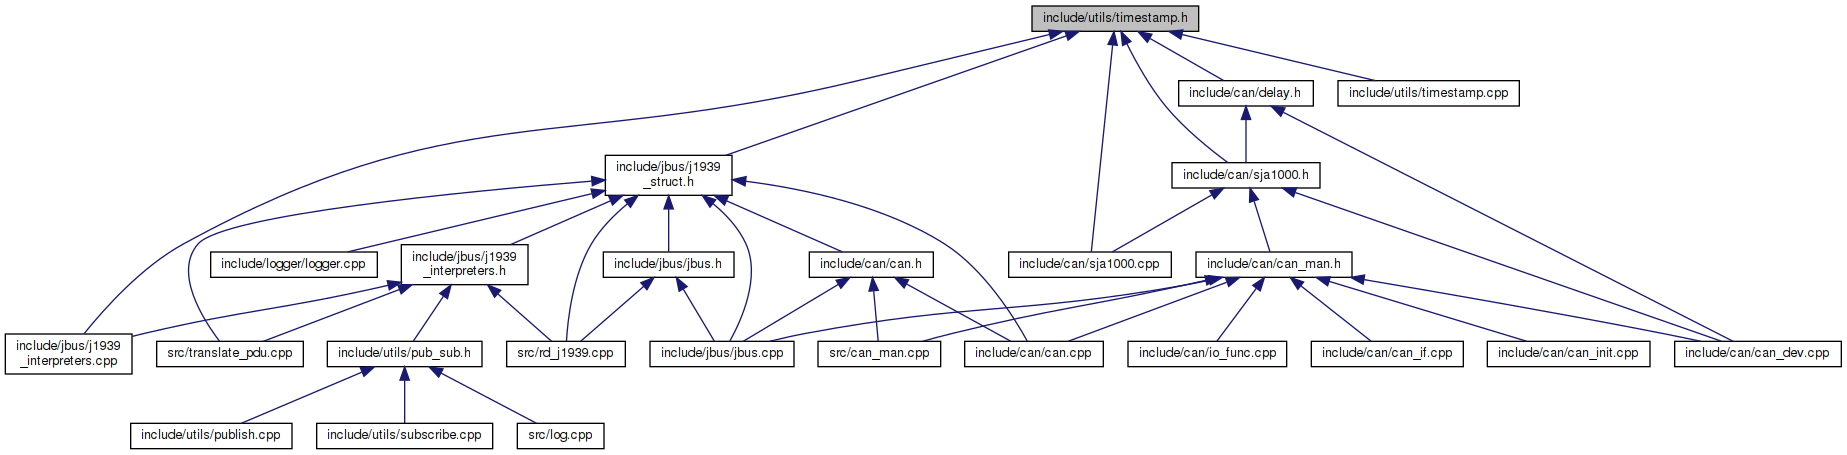 include/utils/timestamp.h
include/can/delay.h
include/utils/timestamp.cpp
include/jbus/j1939
_struct.h
include/can/sja1000.h
include/logger/logger.cpp
include/jbus/j1939
_interpreters.h
include/jbus/jbus.h
include/can/can.h
include/can/sja1000.cpp
include/can/can_man.h
include/jbus/j1939
_interpreters.cpp
src/translate_pdu.cpp
include/utils/pub_sub.h
src/rd_j1939.cpp
include/jbus/jbus.cpp
src/can_man.cpp
include/can/can.cpp
include/can/io_func.cpp
include/can/can_if.cpp
include/can/can_init.cpp
include/can/can_dev.cpp
include/utils/publish.cpp
include/utils/subscribe.cpp
src/log.cpp